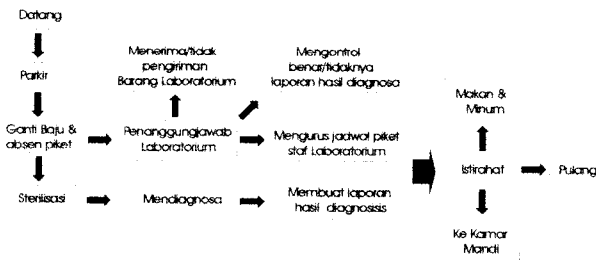 Datang
Parkir
Ganti Baju &
absen piket
Sterilisasi
Menerima/tidak
pengiriman
Barang Laboratorium
Penanggungjawab
Laboratorium
Mendiagnosa
Mengontrol
benar/tidaknya
laporan hasil diagnosa
Mengurus jadwal piket
staf Laboratorium
Membuat laporan
hasil diagnosisis
Makan &
Minum
Istirahat
Pulang
Ke Kamar
Mandi